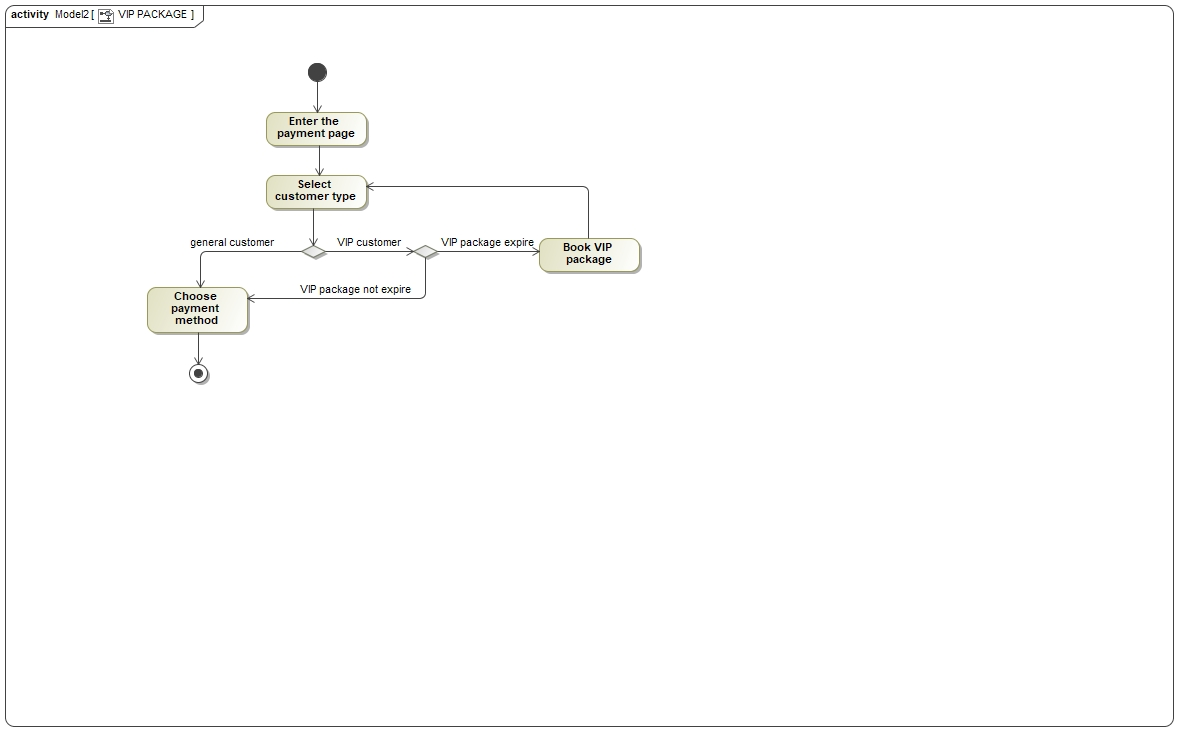 activity Model2 [ VIP PACKAGE ]
Enter the
payment page
Select
customer type
general customer
VIP customer
VIP package expire
Book VIP
package
VIP package not expire
Choose
payment
method